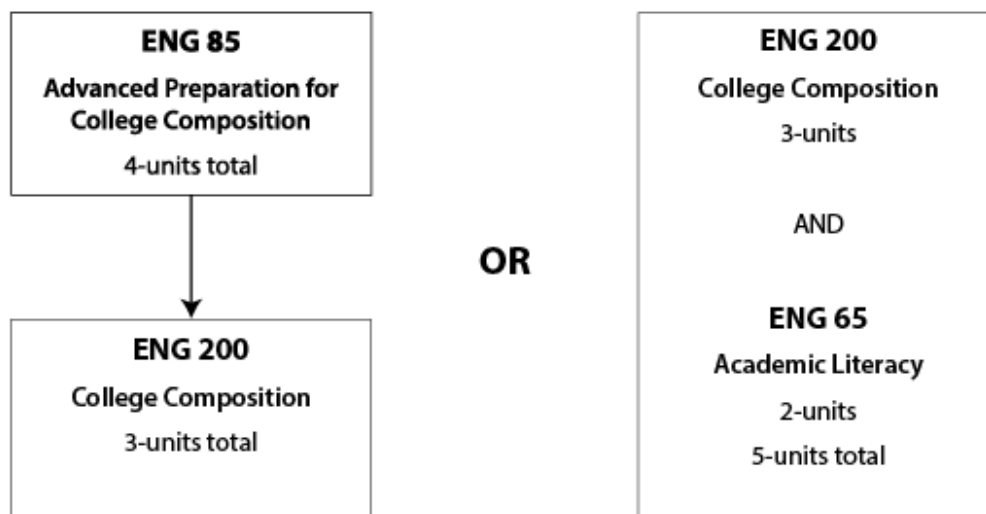 ENG 85
Advanced Preparation for
College Composition
4-units total
ENG 200
College Composition
3-units total
OR
ENG 200
College Composition
3-units
AND
ENG 65
Academic Literacy
2-units
5-units total